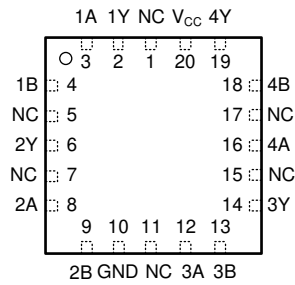 1A 1Y NC VCC 4Y
3 2 1 20 19
1B 4 18 4B
NC 5 17 NC
2Y 6 16 4A
NC 7 15 NC
2A 8 14 3Y
9 10 11 12 13
2B GND NC 3A 3B